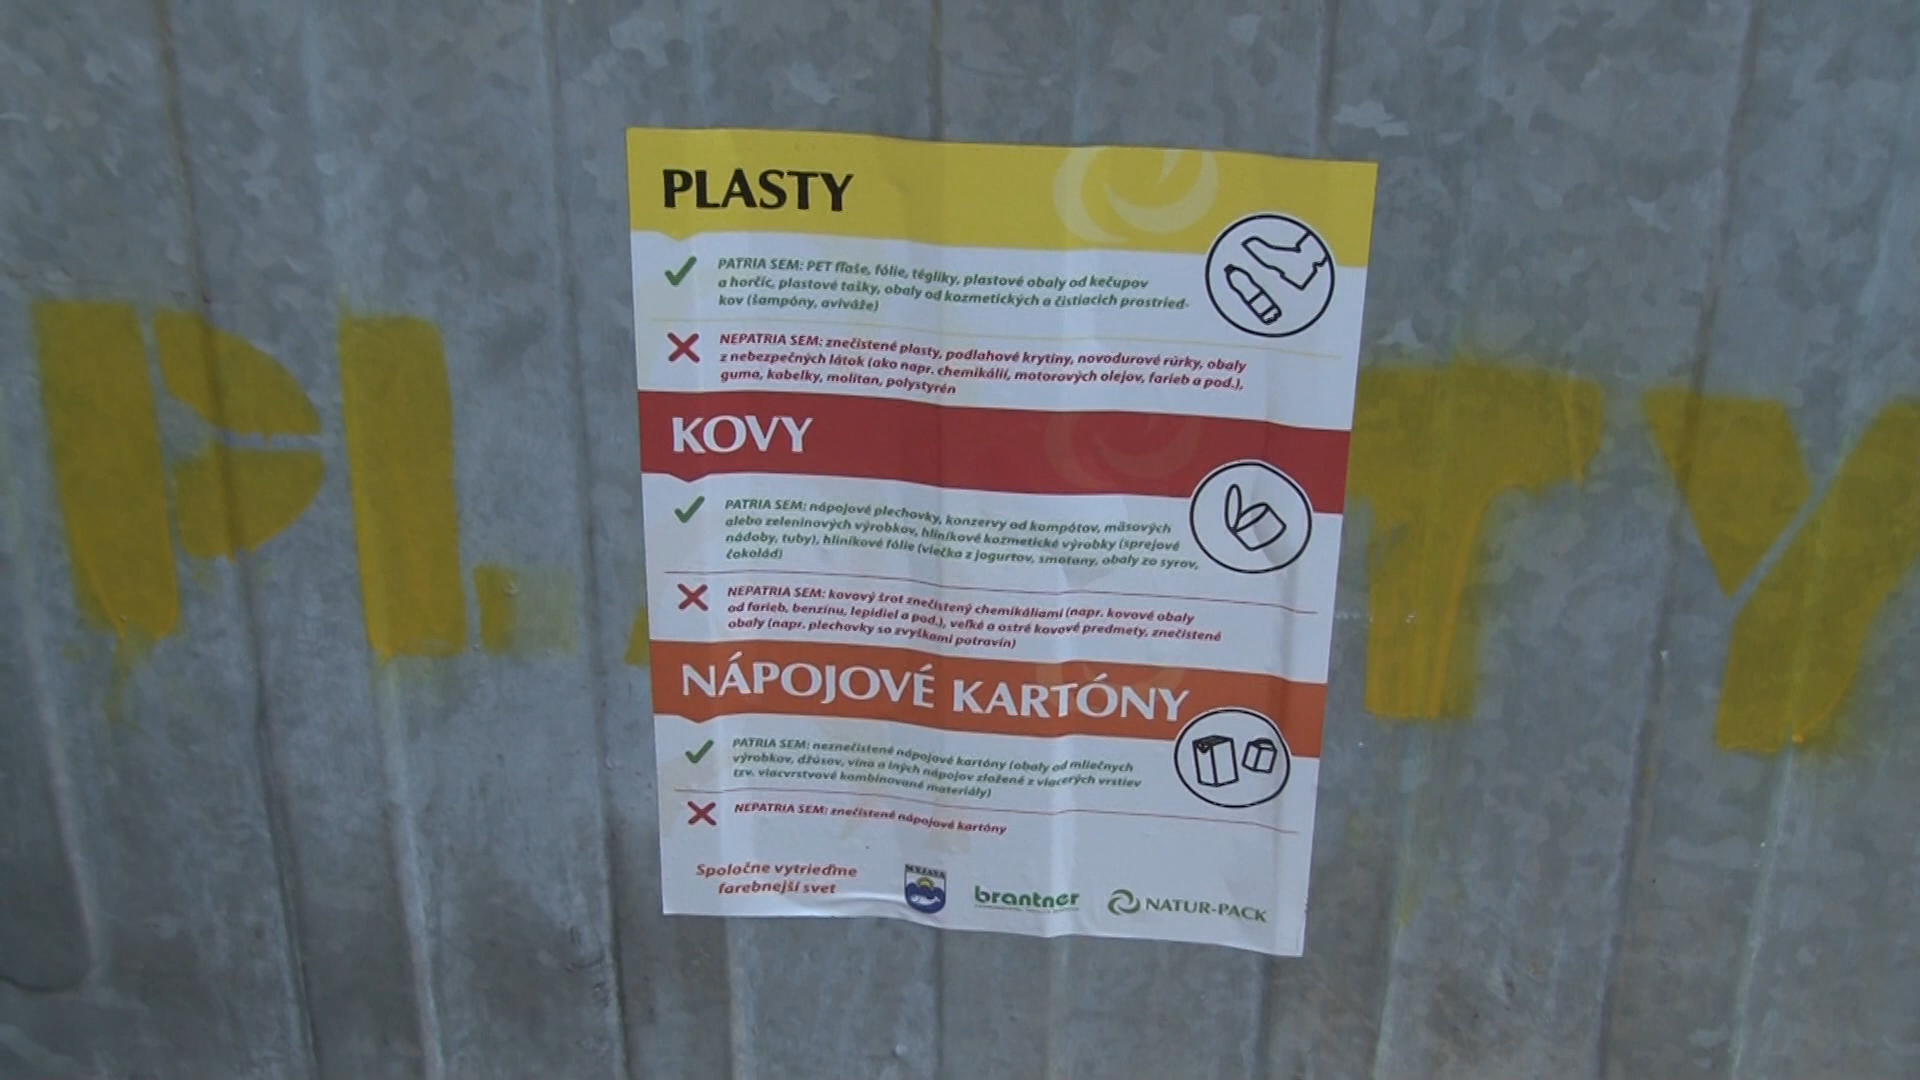 PLASTY
PATRIA SEM: PET fľaše, fólie, tégliky, plastové obaly od kečupov
a horčíc, plastové tašky, obaly od kozmetických a čistiacich prostried-
kov (šampóny, aviváže)
NEPATRIA SEM: znečistené plasty, podlahové krytiny, novodurové rúrky, obaly
z nebezpečných látok (ako napr. chemikálií, motorových olejov, farieb a pod.),
guma, kabelky, molitan, polystyrén
KOVY
PATRIA SEM: nápojové plechovky, konzervy od kompótov, mäsových
alebo zeleninových výrobkov, hliníkové kozmetické výrobky (sprejové
nádoby, tuby), hliníkové fólie (viečka z jogurtov, smotany, obaly zo syrov,
čokolád)
NEPATRIA SEM: kovový šrot znečistený chemikáliami (napr. kovové obaly
od farieb, benzínu, lepidiel a pod.), veľké a ostré kovové predmety, znečistené
obaly (napr. plechovky so zvyškami potravín)
NÁPOJOVÉ KARTÓNY
PATRIA SEM: neznečistené nápojové kartóny (obaly od mliečnych
výrobkov, džúsov, vína a iných nápojov zložené z viacerých vrstiev
tzv. viacvrstvové kombinované materiály)
NEPATRIA SEM: znečistené nápojové kartóny
Spoločne vytrieďme
farebnejší svet
brantner
NATUR-PACK
PL
TY